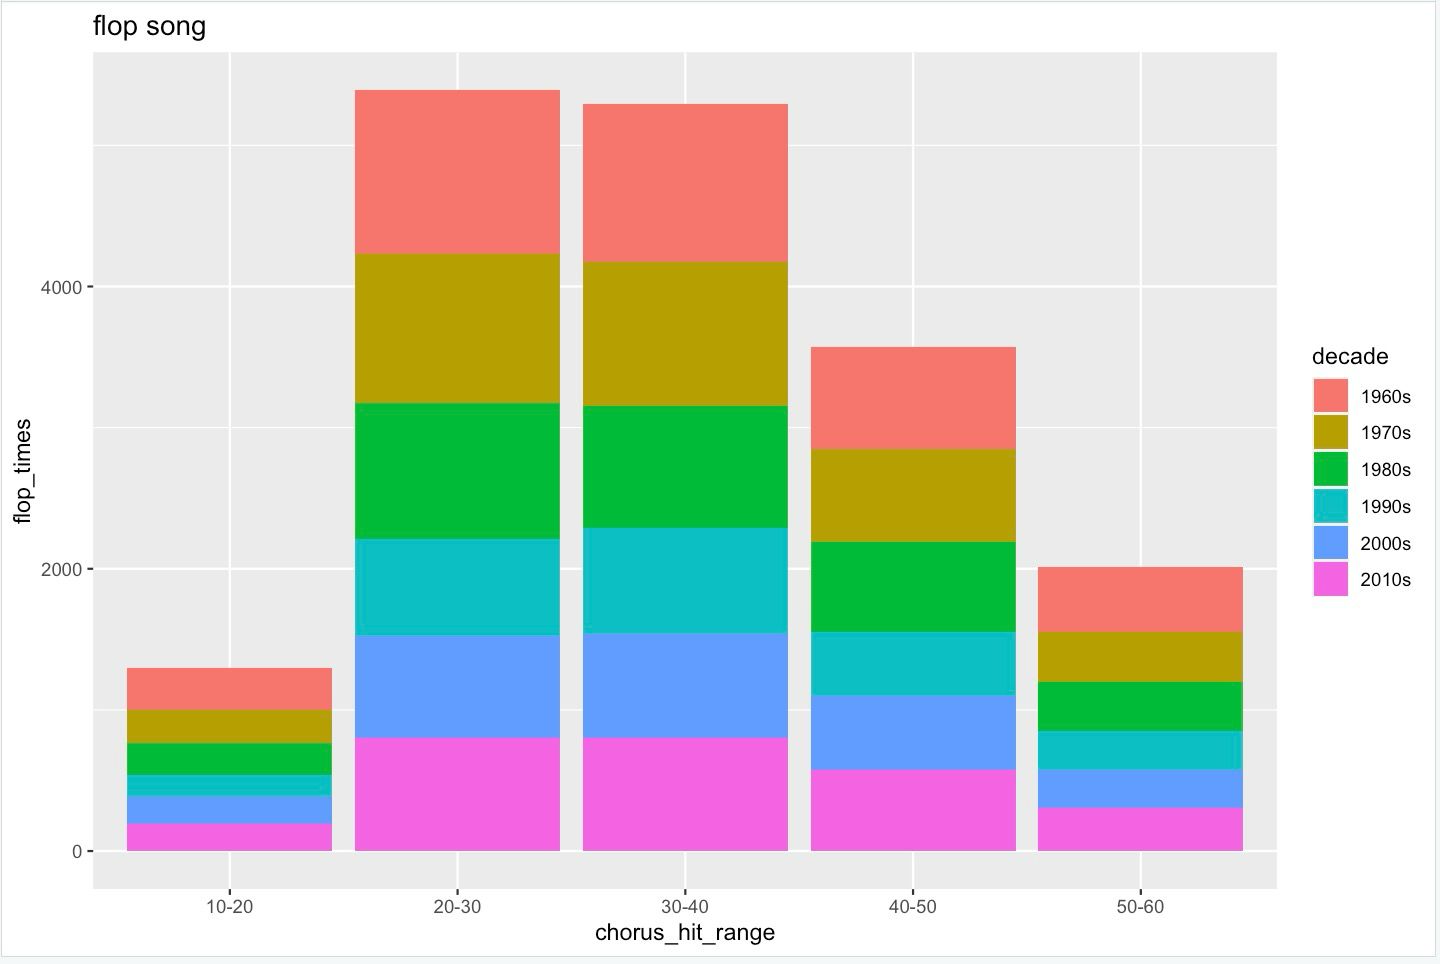 flop song
flop_times
4000
2000
0
10-20
20-30
30-40
40-50
50-60
chorus_hit_range
decade
1960s
1970s
1980s
1990s
2000s
2010s